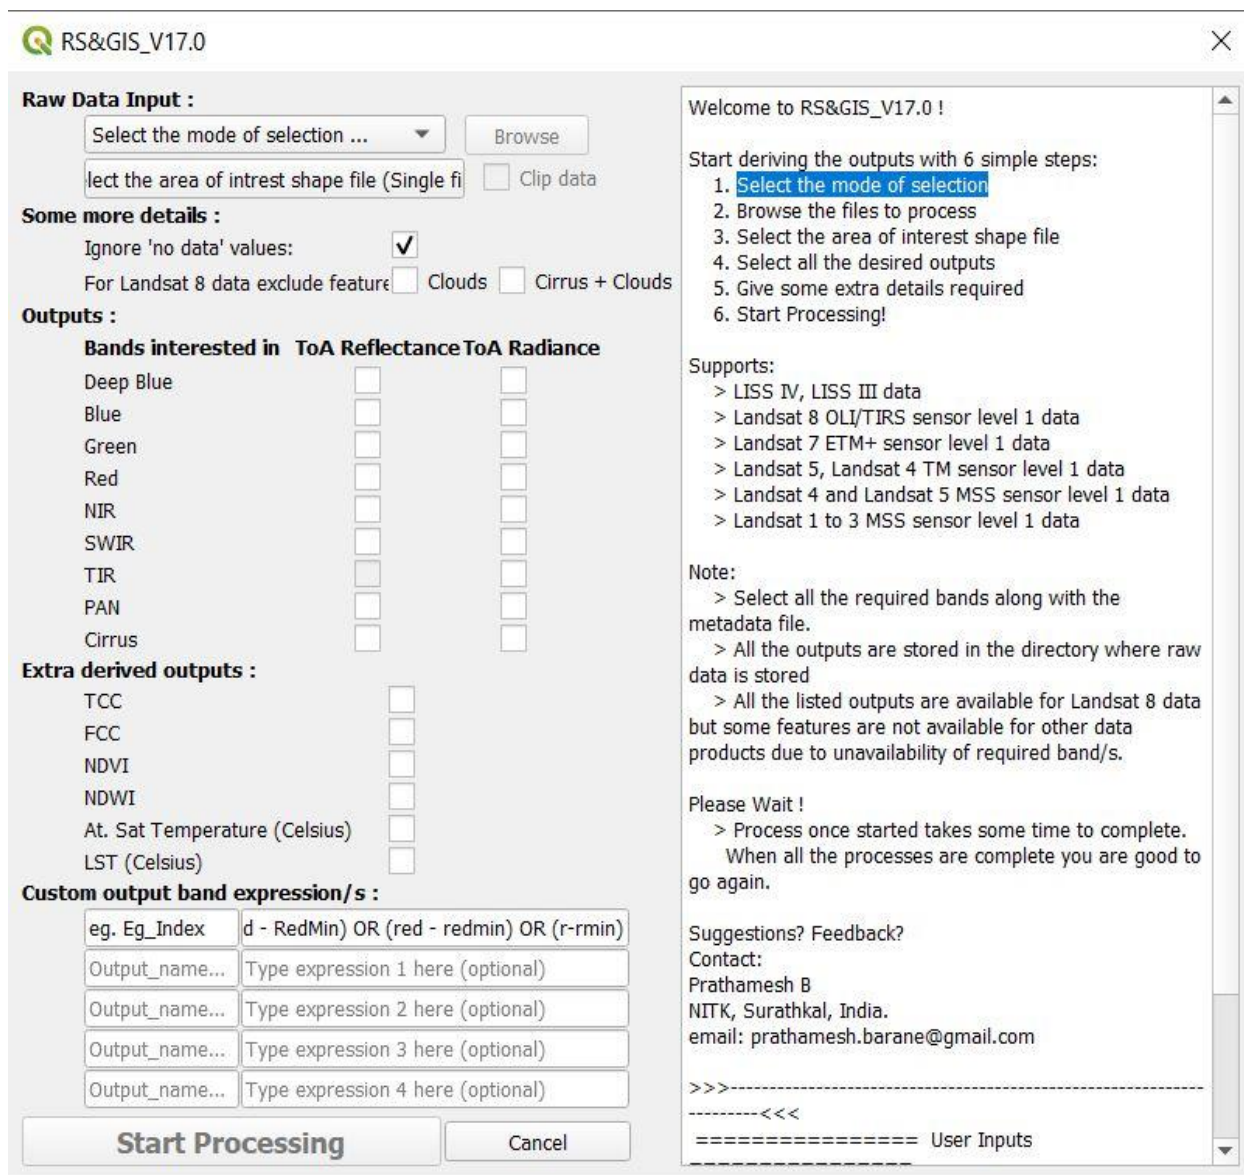 RS&GIS_V17.0
Raw Data Input :
Select the mode of selection ...
Browse
lect the area of intrest shape file (Single fi
Clip data
Some more details :
Ignore 'no data' values:
For Landsat 8 data exclude feature
Clouds
Cirrus + Clouds
Outputs :
Bands interested in ToA Reflectance ToA Radiance
Deep Blue
Blue
Green
Red
NIR
SWIR
TIR
PAN
Cirrus
Extra derived outputs :
TCC
FCC
NDVI
NDWI
At. Sat Temperature (Celsius)
LST (Celsius)
Custom output band expression/s :
eg. Eg_Index d - RedMin) OR (red - redmin) OR (r-rmin)
Output_name... Type expression 1 here (optional)
Output_name... Type expression 2 here (optional)
Output_name... Type expression 3 here (optional)
Output_name... Type expression 4 here (optional)
Start Processing
Cancel
Welcome to RS&GIS_V17.0 !
Start deriving the outputs with 6 simple steps:
1. Select the mode of selection
2. Browse the files to process
3. Select the area of interest shape file
4. Select all the desired outputs
5. Give some extra details required
6. Start Processing!
Supports:
> LISS IV, LISS III data
> Landsat 8 OLI/TIRS sensor level 1 data
> Landsat 7 ETM+ sensor level 1 data
> Landsat 5, Landsat 4 TM sensor level 1 data
> Landsat 4 and Landsat 5 MSS sensor level 1 data
> Landsat 1 to 3 MSS sensor level 1 data
Note:
> Select all the required bands along with the
metadata file.
> All the outputs are stored in the directory where raw
data is stored
> All the listed outputs are available for Landsat 8 data
but some features are not available for other data
products due to unavailability of required band/s.
Please Wait !
> Process once started takes some time to complete.
When all the processes are complete you are good to
go again.
Suggestions? Feedback?
Contact:
Prathamesh B
NITK, Surathkal, India.
email: prathamesh.barane@gmail.com
>>>-------------------------------------------------------------
---------<<<
================= User Inputs
=================